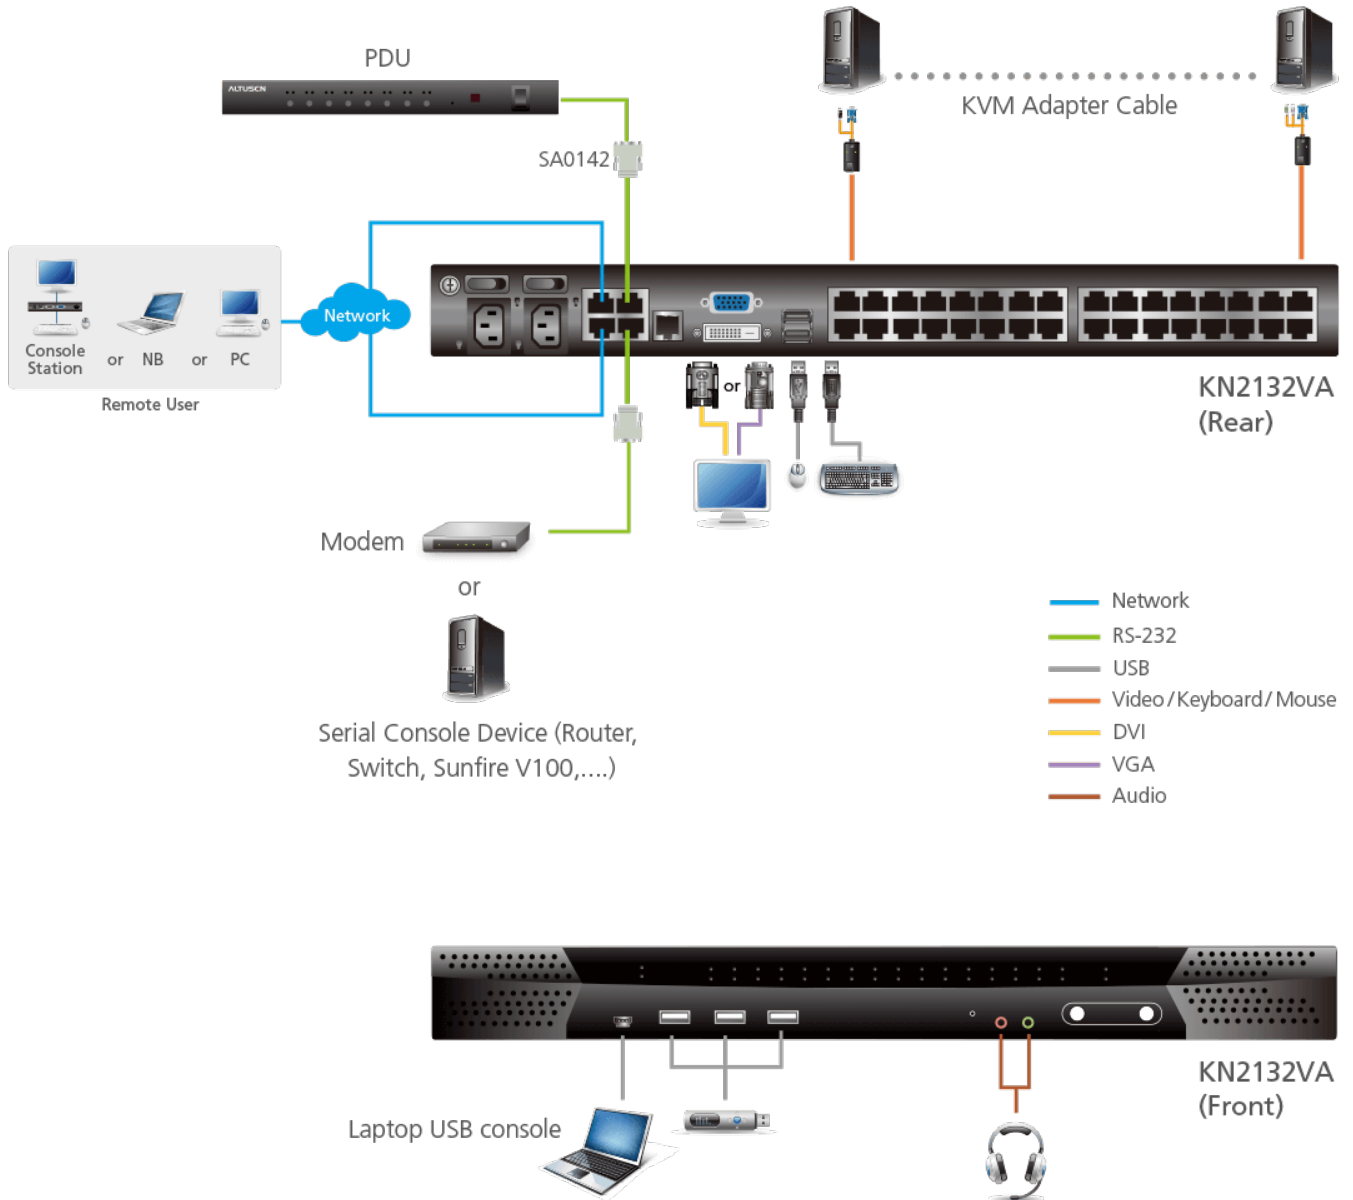 PDU
ALTUSEN
KVM Adapter Cable
SA0142
Network
Console
Station
or
NB
or
PC
Remote User
or
KN2132VA
(Rear)
Modem
or
Serial Console Device (Router,
Switch, Sunfire V100,....)
Network
RS-232
USB
Video/Keyboard/Mouse
DVI
VGA
Audio
KN2132VA
(Front)
Laptop USB console